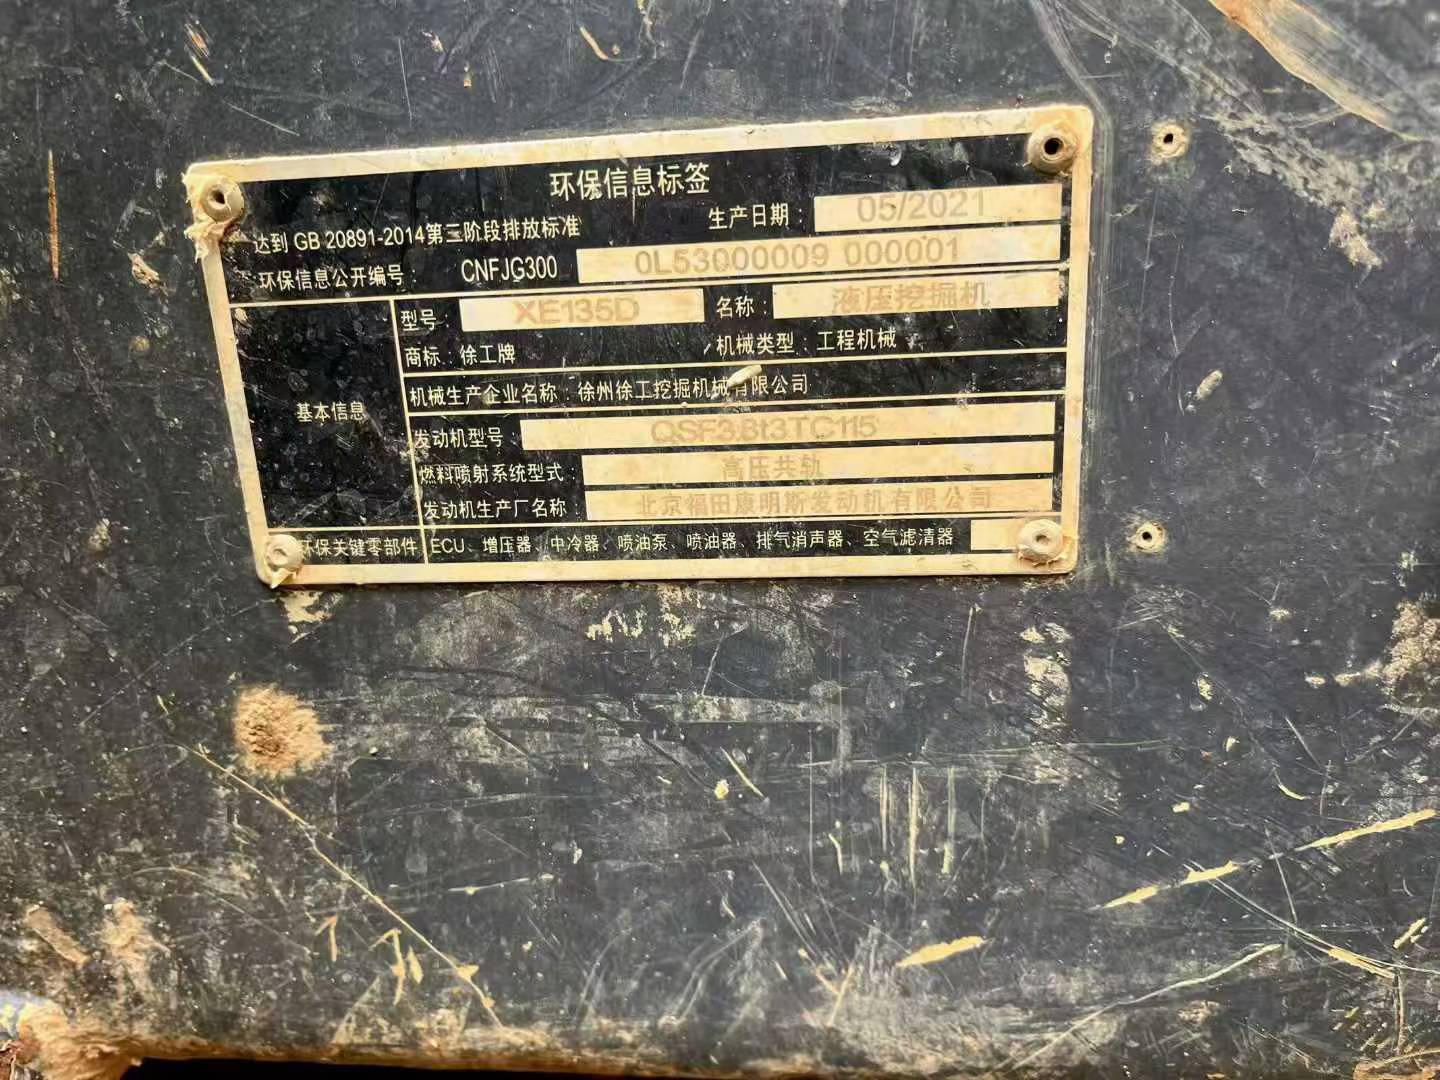 环保信息标签
达到 GB 20891-2014第三阶段排放标准 生产日期： 05/2021
环保信息公开编号： CNFJG300 0L53000009 000001
基本信息
型号： XE135D 名称： 液压挖掘机
商标：徐工牌 机械类型：工程机械
机械生产企业名称：徐州徐工挖掘机械有限公司
发动机型号： QSF3.8t3TC115
燃料喷射系统型式： 高压共轨
发动机生产厂名称： 北京福田康明斯发动机有限公司
环保关键零部件 ECU、增压器、中冷器、喷油泵、喷油器、排气消声器、空气滤清器